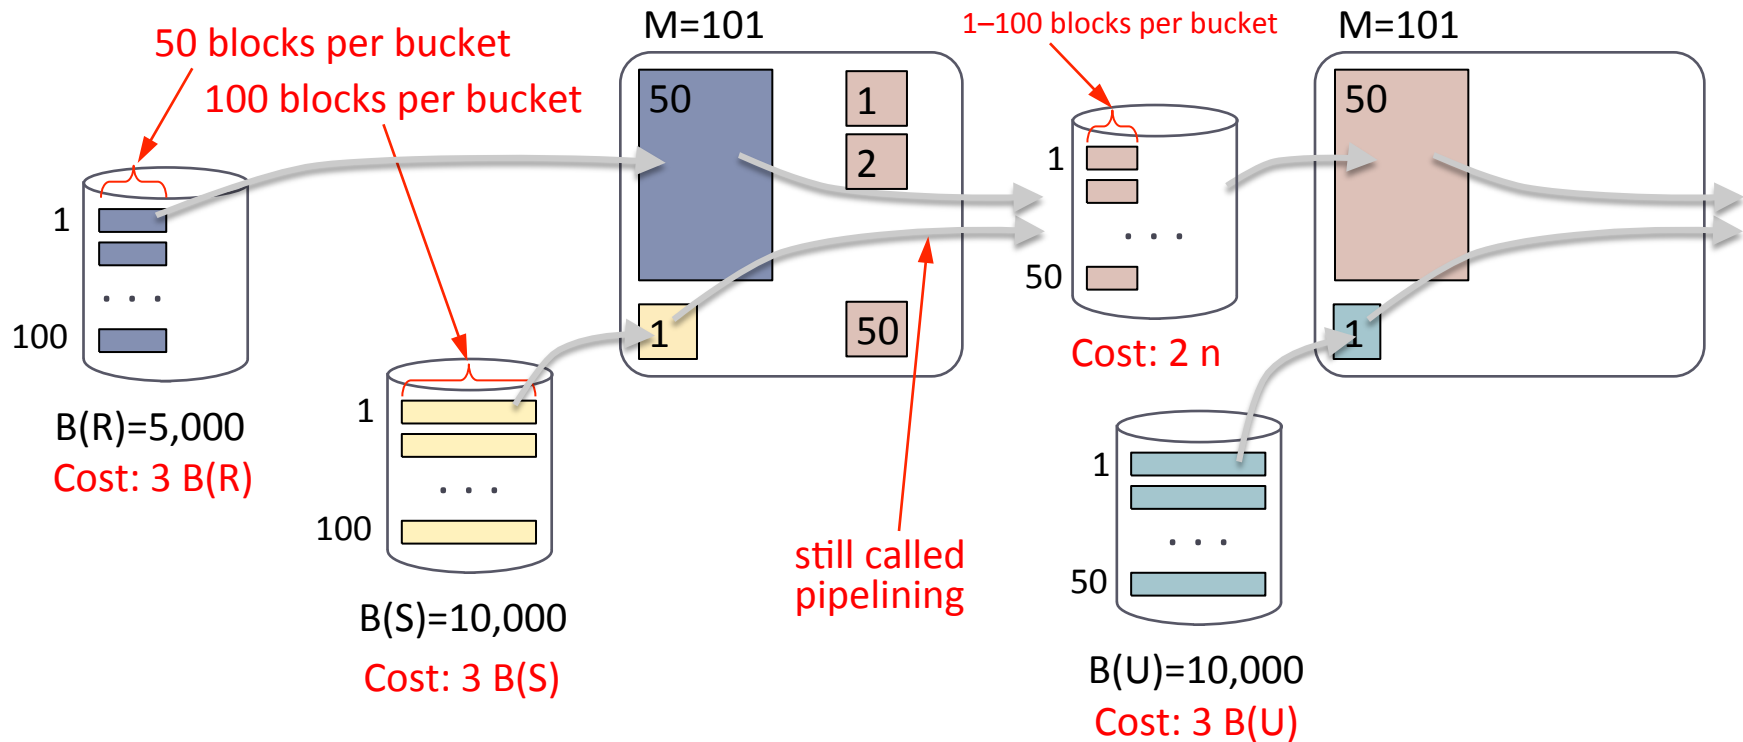 50 blocks per bucket
100 blocks per bucket
1
. . .
100
B(R)=5,000
Cost: 3 B(R)
1
. . .
100
B(S)=10,000
Cost: 3 B(S)
M=101
50
1
2
1
50
still called
pipelining
1–100 blocks per bucket
1
. . .
50
Cost: 2 n
M=101
50
1
1
. . .
50
B(U)=10,000
Cost: 3 B(U)